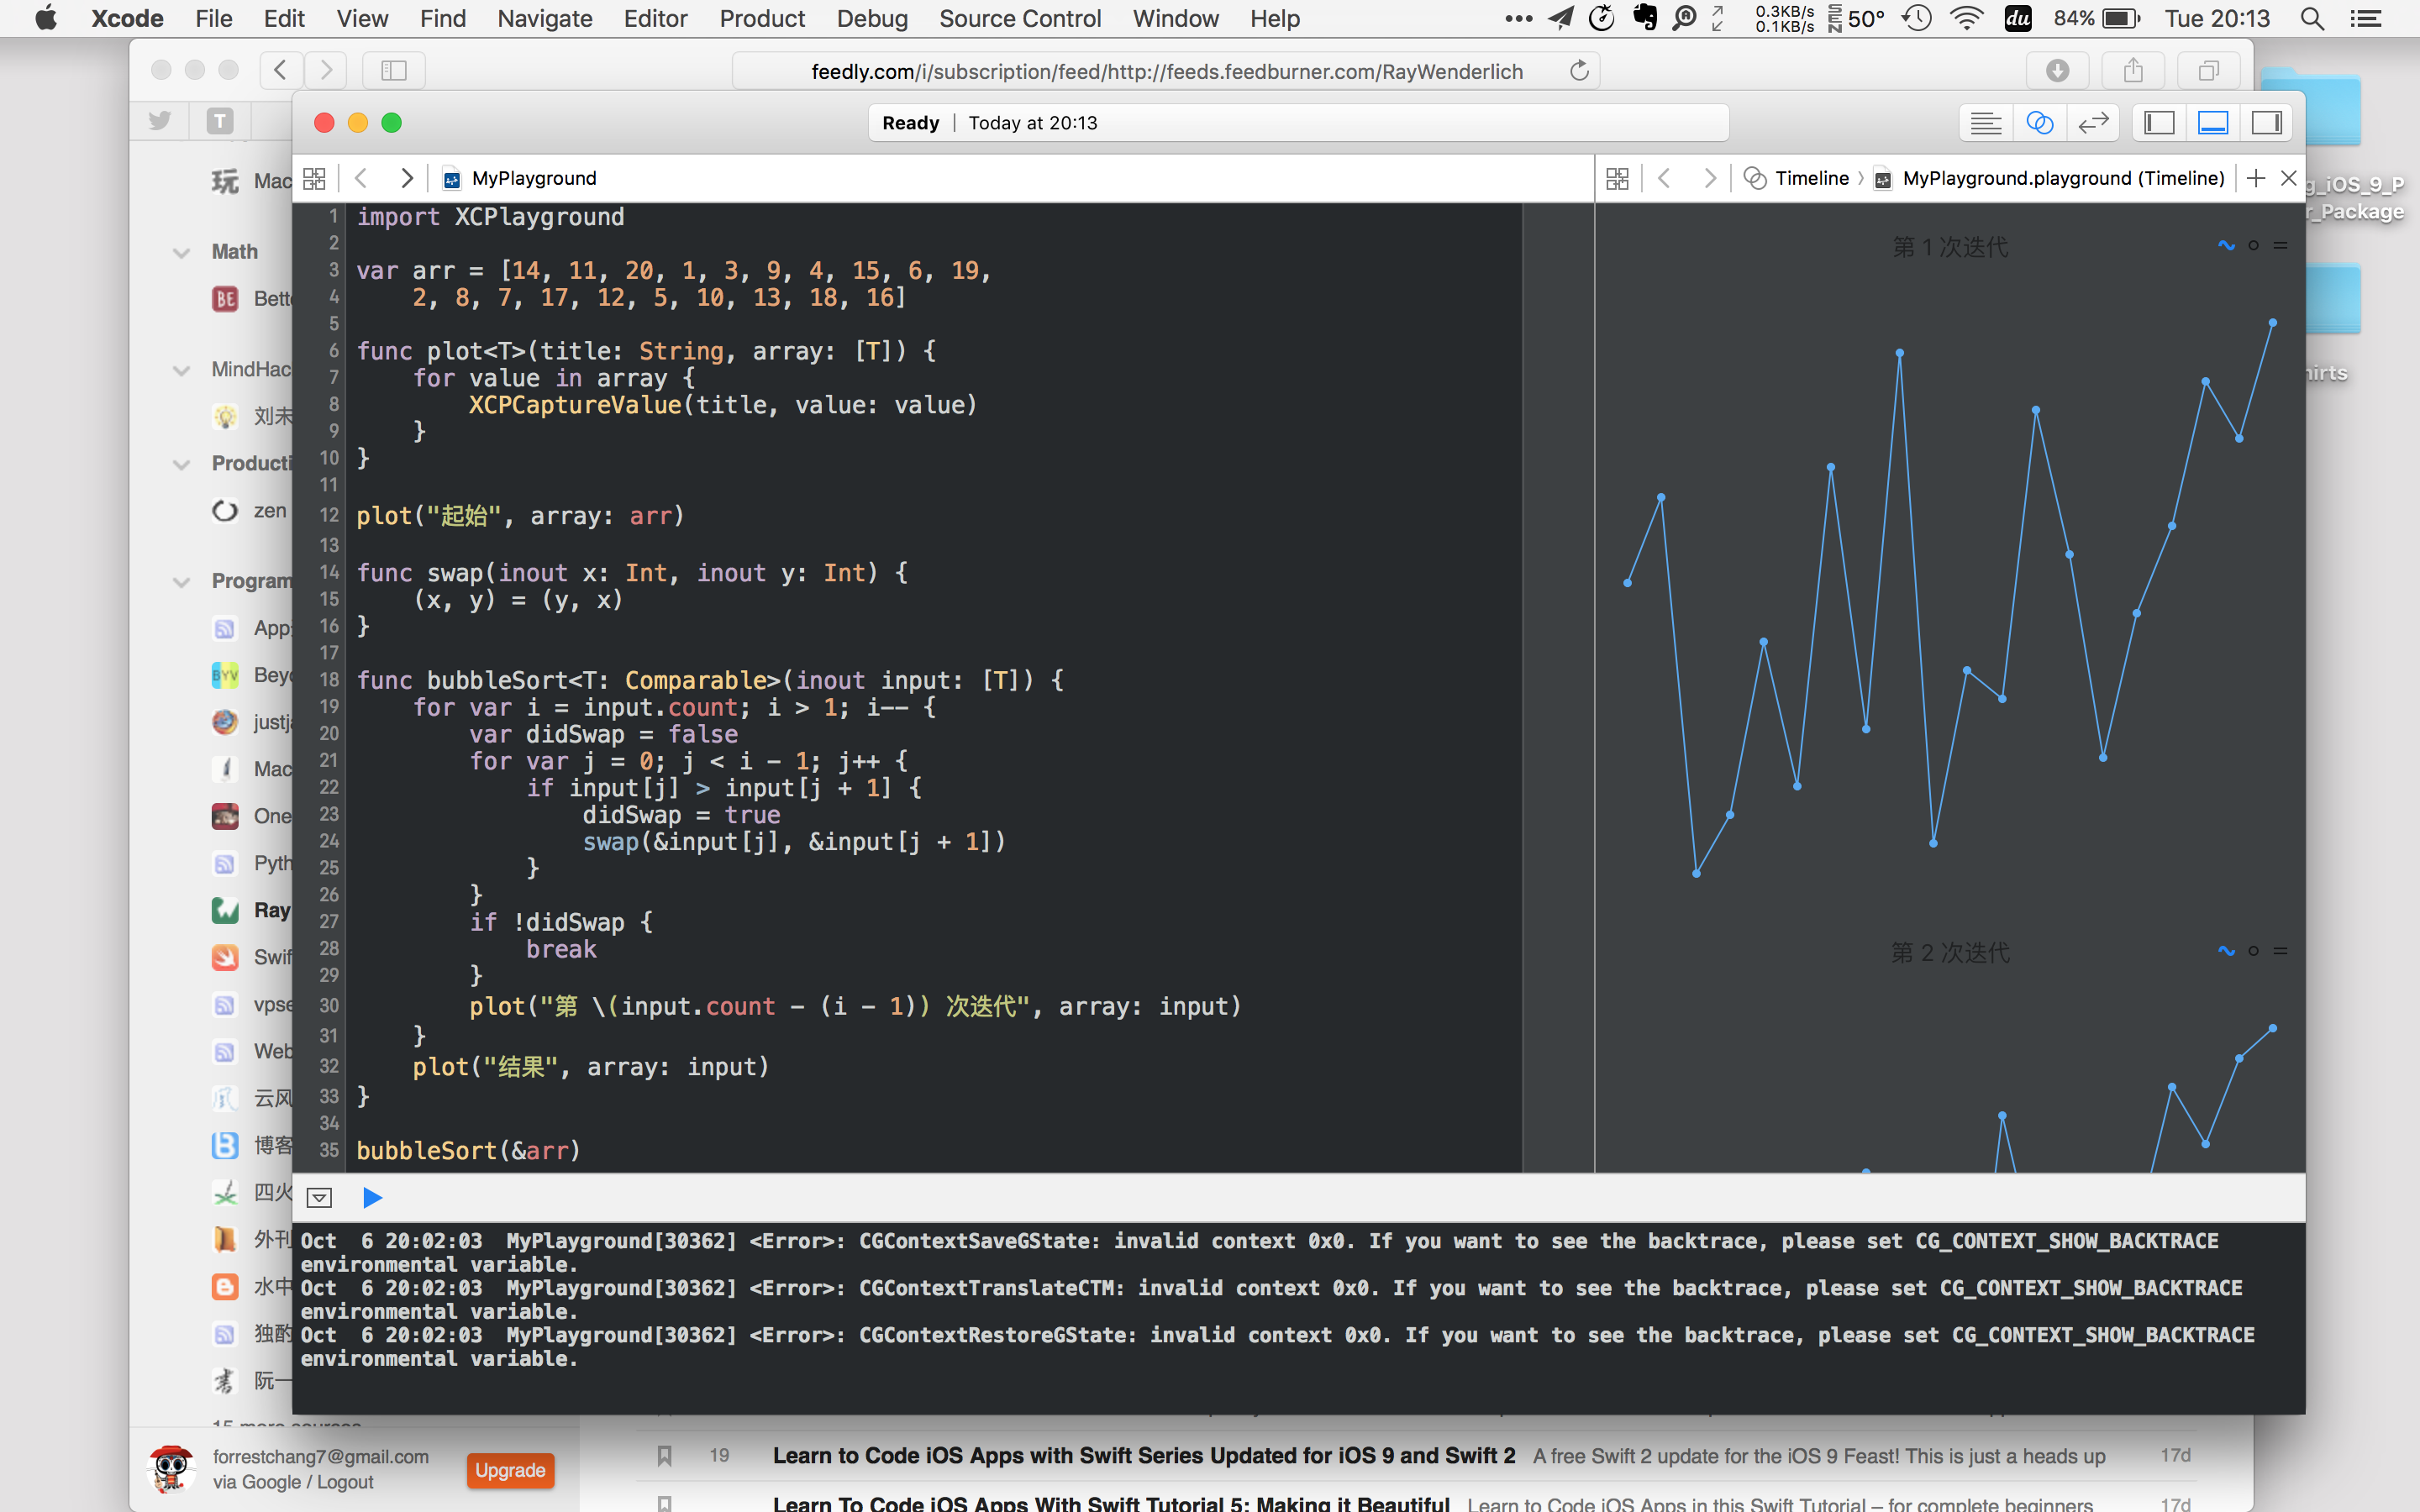 Xcode File Edit View Find Navigate Editor Product Debug Source Control Window Help
0.3KB/s
0.1KB/s
SEN 50° du 84% Tue 20:13
feedly.com/i/subscription/feed/http://feeds.feedburner.com/RayWenderlich
T
Ready | Today at 20:13
MyPlayground
Timeline MyPlayground.playground (Timeline)
玩 Mac
Math
BE Bett
MindHac
刘未
Producti
zen
Program
App
BYV Bey
justj
Mac
One
Pyth
Ray
Swif
vpse
Web
云风
博客
四火
外刊
水中
独酌
阮一
15 more sources
forrestchang7@gmail.com
via Google / Logout
Upgrade
1 import XCPlayground
2
3 var arr = [14, 11, 20, 1, 3, 9, 4, 15, 6, 19,
4 2, 8, 7, 17, 12, 5, 10, 13, 18, 16]
5
6 func plot<T>(title: String, array: [T]) {
7 for value in array {
8 XCPCaptureValue(title, value: value)
9 }
10 }
11
12 plot("起始", array: arr)
13
14 func swap(inout x: Int, inout y: Int) {
15 (x, y) = (y, x)
16 }
17
18 func bubbleSort<T: Comparable>(inout input: [T]) {
19 for var i = input.count; i > 1; i-- {
20 var didSwap = false
21 for var j = 0; j < i - 1; j++ {
22 if input[j] > input[j + 1] {
23 didSwap = true
24 swap(&input[j], &input[j + 1])
25 }
26 }
27 if !didSwap {
28 break
29 }
30 plot("第 \(input.count - (i - 1)) 次迭代", array: input)
31 }
32 plot("结果", array: input)
33 }
34
35 bubbleSort(&arr)
第 1 次迭代
第 2 次迭代
g_iOS_9_P
r_Package
hirts
Oct 6 20:02:03 MyPlayground[30362] <Error>: CGContextSaveGState: invalid context 0x0. If you want to see the backtrace, please set CG_CONTEXT_SHOW_BACKTRACE
environmental variable.
Oct 6 20:02:03 MyPlayground[30362] <Error>: CGContextTranslateCTM: invalid context 0x0. If you want to see the backtrace, please set CG_CONTEXT_SHOW_BACKTRACE
environmental variable.
Oct 6 20:02:03 MyPlayground[30362] <Error>: CGContextRestoreGState: invalid context 0x0. If you want to see the backtrace, please set CG_CONTEXT_SHOW_BACKTRACE
environmental variable.
19 Learn to Code iOS Apps with Swift Series Updated for iOS 9 and Swift 2 A free Swift 2 update for the iOS 9 Feast! This is just a heads up 17d
Learn To Code iOS Apps With Swift Tutorial 5: Making it Beautiful Learn to Code iOS Apps in this Swift Tutorial – for complete beginners 17d